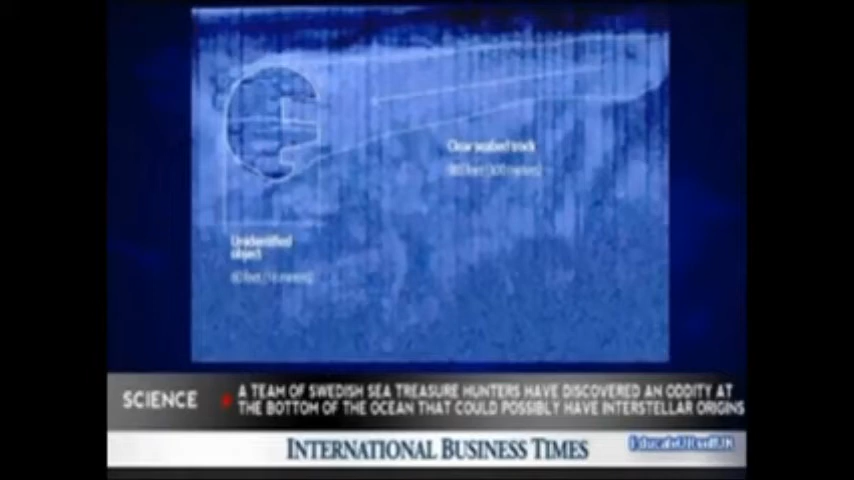 Clear seabed track
Unidentified
object
SCIENCE
A TEAM OF SWEDISH SEA TREASURE HUNTERS HAVE DISCOVERED AN ODDITY AT
THE BOTTOM OF THE OCEAN THAT COULD POSSIBLY HAVE INTERSTELLAR ORIGINS
INTERNATIONAL BUSINESS TIMES